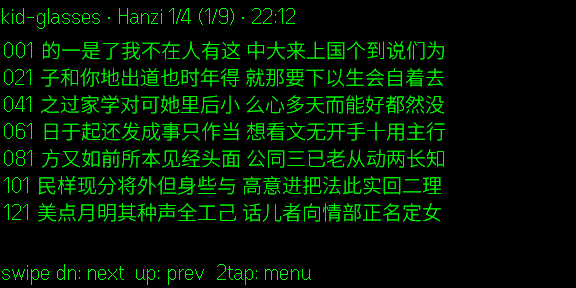 kid-glasses · Hanzi 1/4 (1/9) · 22:12
001 的一是了我不在人有这 中大来上国个到说们为
021 子和你地出道也时年得 就那要下以生会自着去
041 之过家学对可她里后小 么心多天而能好都然没
061 日于起还发成事只作当 想看文无开手十用主行
081 方又如前所本见经头面 公同三已老从动两长知
101 民样现分将外但身些与 高意进把法此实回二理
121 美点月明其种声全工己 话儿者向情部正名定女
swipe dn: next  up: prev  2tap: menu